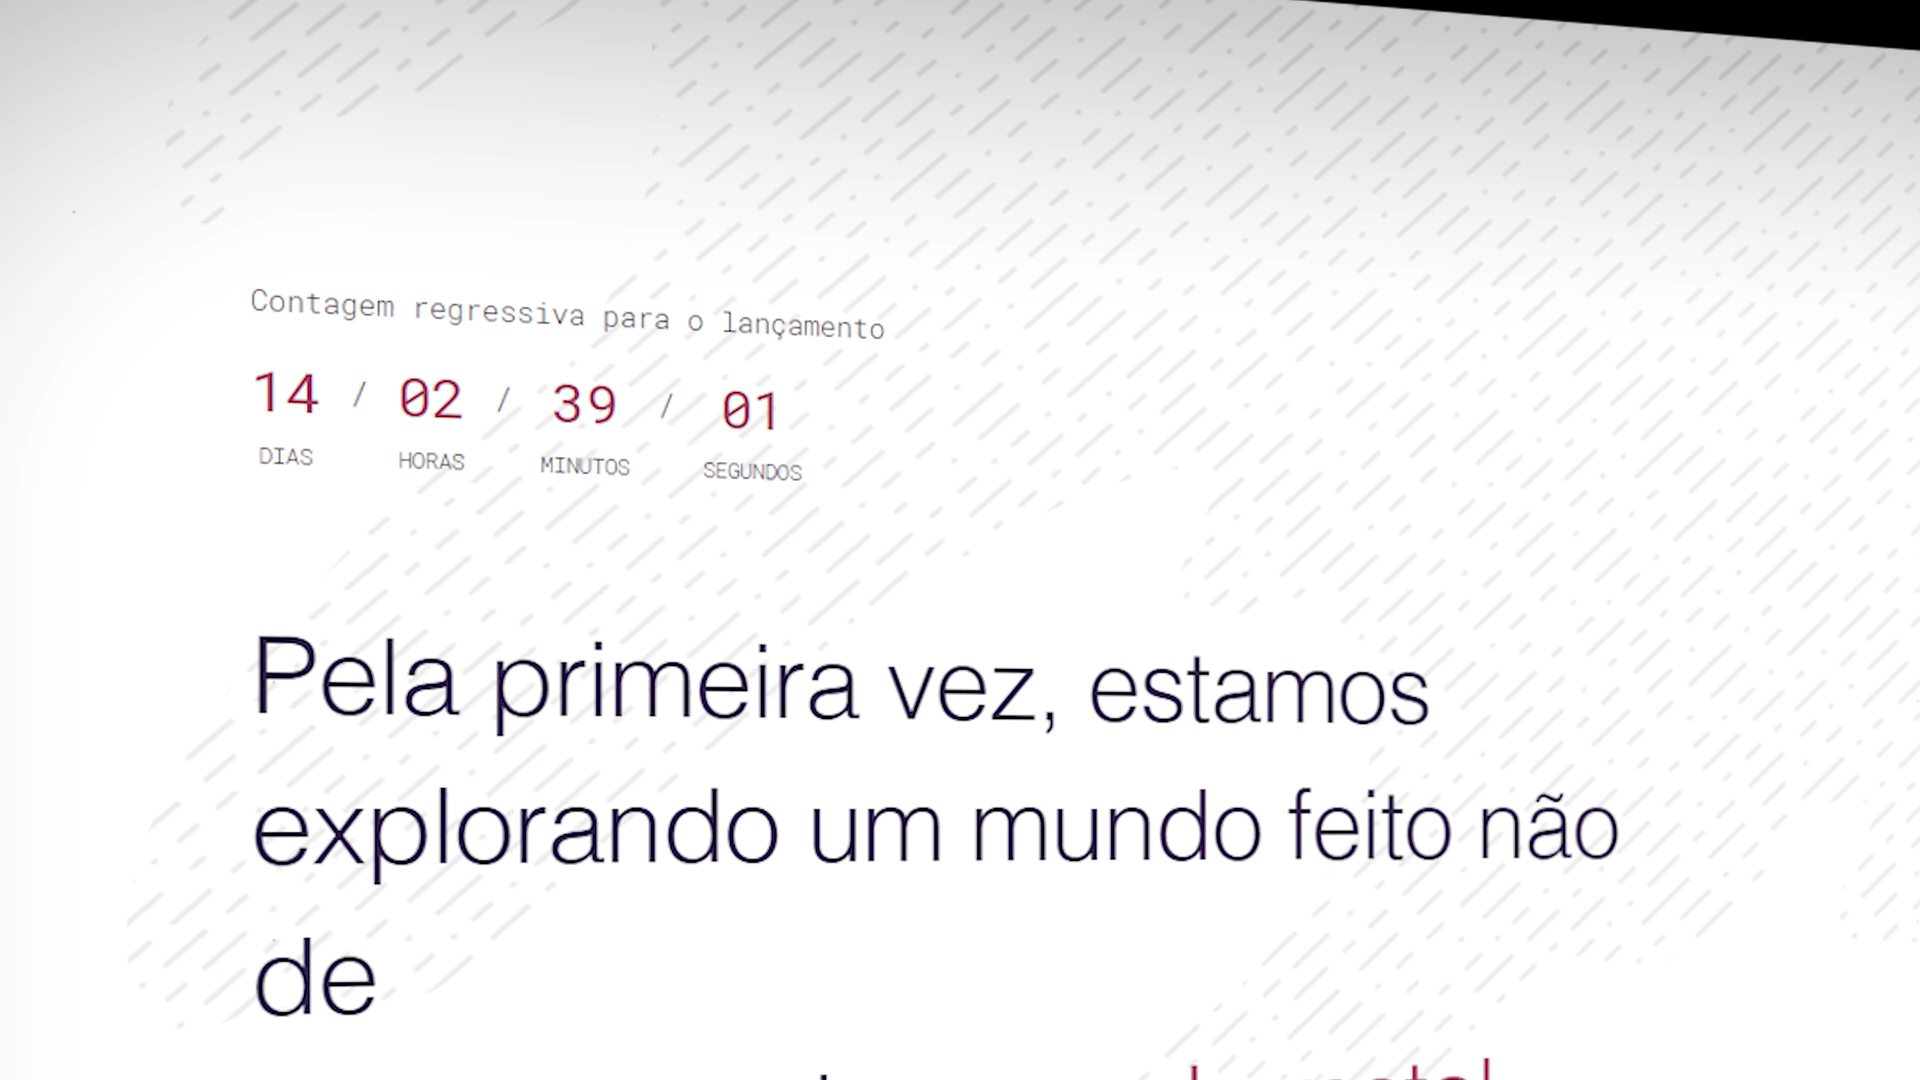 Contagem regressiva para o lançamento
14 / 02 / 39 / 01
DIAS HORAS MINUTOS SEGUNDOS
Pela primeira vez, estamos
explorando um mundo feito não
de